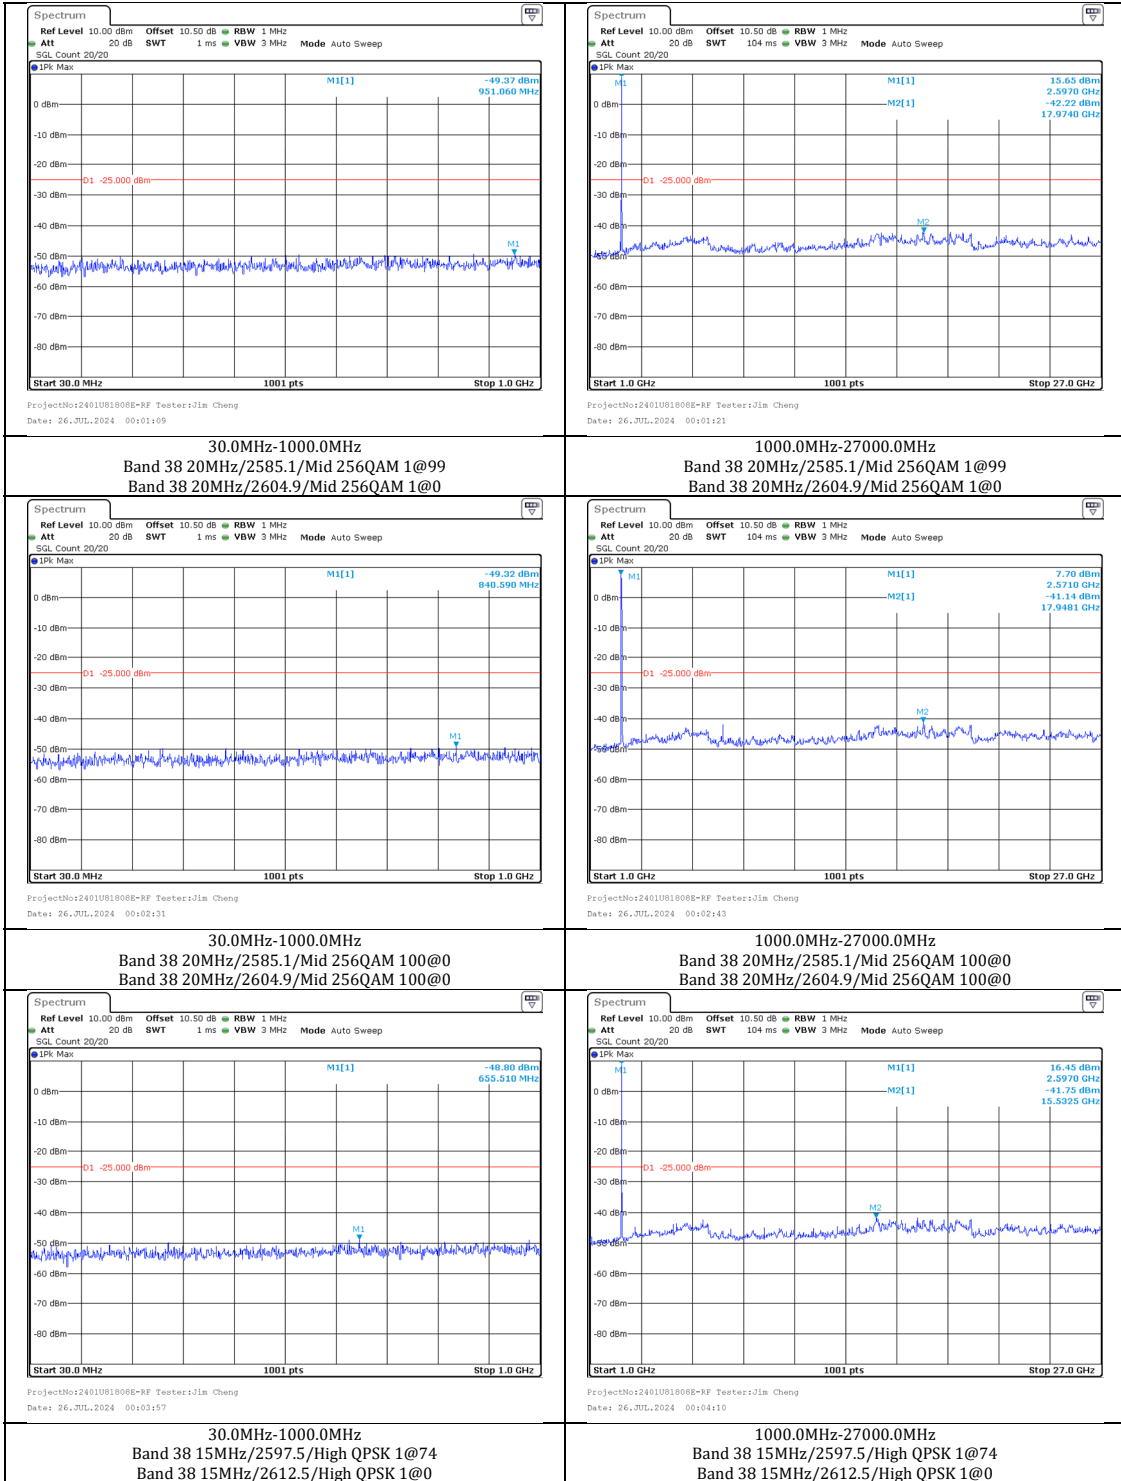 Spectrum
Ref Level 10.00 dBm Offset 10.50 dB RBW 1 MHz
Att 20 dB SWT 1 ms VBW 3 MHz Mode Auto Sweep
SGL Count 20/20
1Pk Max
M1[1] -49.37 dBm
951.060 MHz
0 dBm
-10 dBm
-20 dBm
D1 -25.000 dBm
-30 dBm
-40 dBm
M1
-50 dBm
-60 dBm
-70 dBm
-80 dBm
Start 30.0 MHz 1001 pts Stop 1.0 GHz
ProjectNo:2401U81808E-RF Tester:Jim Cheng
Date: 26.JUL.2024 00:01:09
30.0MHz-1000.0MHz
Band 38 20MHz/2585.1/Mid 256QAM 1@99
Band 38 20MHz/2604.9/Mid 256QAM 1@0
Spectrum
Ref Level 10.00 dBm Offset 10.50 dB RBW 1 MHz
Att 20 dB SWT 104 ms VBW 3 MHz Mode Auto Sweep
SGL Count 20/20
1Pk Max
M1
M1[1] 15.65 dBm
2.5970 GHz
0 dBm
M2[1] -42.22 dBm
17.9740 GHz
-10 dBm
-20 dBm
D1 -25.000 dBm
-30 dBm
-40 dBm
M2
-50 dBm
-60 dBm
-70 dBm
-80 dBm
Start 1.0 GHz 1001 pts Stop 27.0 GHz
ProjectNo:2401U81808E-RF Tester:Jim Cheng
Date: 26.JUL.2024 00:01:21
1000.0MHz-27000.0MHz
Band 38 20MHz/2585.1/Mid 256QAM 1@99
Band 38 20MHz/2604.9/Mid 256QAM 1@0
Spectrum
Ref Level 10.00 dBm Offset 10.50 dB RBW 1 MHz
Att 20 dB SWT 1 ms VBW 3 MHz Mode Auto Sweep
SGL Count 20/20
1Pk Max
M1[1] -49.32 dBm
840.590 MHz
0 dBm
-10 dBm
-20 dBm
D1 -25.000 dBm
-30 dBm
-40 dBm
M1
-50 dBm
-60 dBm
-70 dBm
-80 dBm
Start 30.0 MHz 1001 pts Stop 1.0 GHz
ProjectNo:2401U81808E-RF Tester:Jim Cheng
Date: 26.JUL.2024 00:02:31
30.0MHz-1000.0MHz
Band 38 20MHz/2585.1/Mid 256QAM 100@0
Band 38 20MHz/2604.9/Mid 256QAM 100@0
Spectrum
Ref Level 10.00 dBm Offset 10.50 dB RBW 1 MHz
Att 20 dB SWT 104 ms VBW 3 MHz Mode Auto Sweep
SGL Count 20/20
1Pk Max
M1
M1[1] 7.70 dBm
2.5710 GHz
0 dBm
M2[1] -41.14 dBm
17.9481 GHz
-10 dBm
-20 dBm
D1 -25.000 dBm
-30 dBm
-40 dBm
M2
-50 dBm
-60 dBm
-70 dBm
-80 dBm
Start 1.0 GHz 1001 pts Stop 27.0 GHz
ProjectNo:2401U81808E-RF Tester:Jim Cheng
Date: 26.JUL.2024 00:02:43
1000.0MHz-27000.0MHz
Band 38 20MHz/2585.1/Mid 256QAM 100@0
Band 38 20MHz/2604.9/Mid 256QAM 100@0
Spectrum
Ref Level 10.00 dBm Offset 10.50 dB RBW 1 MHz
Att 20 dB SWT 1 ms VBW 3 MHz Mode Auto Sweep
SGL Count 20/20
1Pk Max
M1[1] -48.80 dBm
655.510 MHz
0 dBm
-10 dBm
-20 dBm
D1 -25.000 dBm
-30 dBm
-40 dBm
M1
-50 dBm
-60 dBm
-70 dBm
-80 dBm
Start 30.0 MHz 1001 pts Stop 1.0 GHz
ProjectNo:2401U81808E-RF Tester:Jim Cheng
Date: 26.JUL.2024 00:03:57
30.0MHz-1000.0MHz
Band 38 15MHz/2597.5/High QPSK 1@74
Band 38 15MHz/2612.5/High QPSK 1@0
Spectrum
Ref Level 10.00 dBm Offset 10.50 dB RBW 1 MHz
Att 20 dB SWT 104 ms VBW 3 MHz Mode Auto Sweep
SGL Count 20/20
1Pk Max
M1
M1[1] 16.45 dBm
2.5970 GHz
0 dBm
M2[1] -41.75 dBm
15.5325 GHz
-10 dBm
-20 dBm
D1 -25.000 dBm
-30 dBm
-40 dBm
M2
-50 dBm
-60 dBm
-70 dBm
-80 dBm
Start 1.0 GHz 1001 pts Stop 27.0 GHz
ProjectNo:2401U81808E-RF Tester:Jim Cheng
Date: 26.JUL.2024 00:04:10
1000.0MHz-27000.0MHz
Band 38 15MHz/2597.5/High QPSK 1@74
Band 38 15MHz/2612.5/High QPSK 1@0